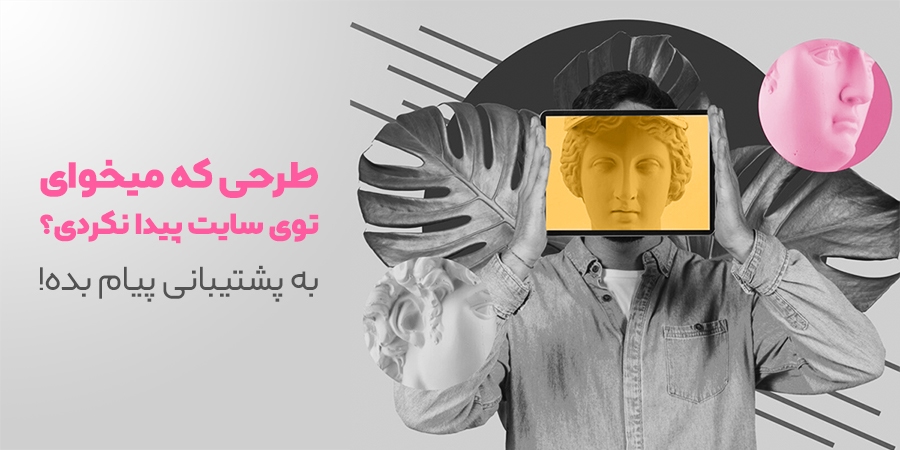 طرحی که میخوای
توی سایت پیدا نکردی؟
به پشتیبانی پیام بده!